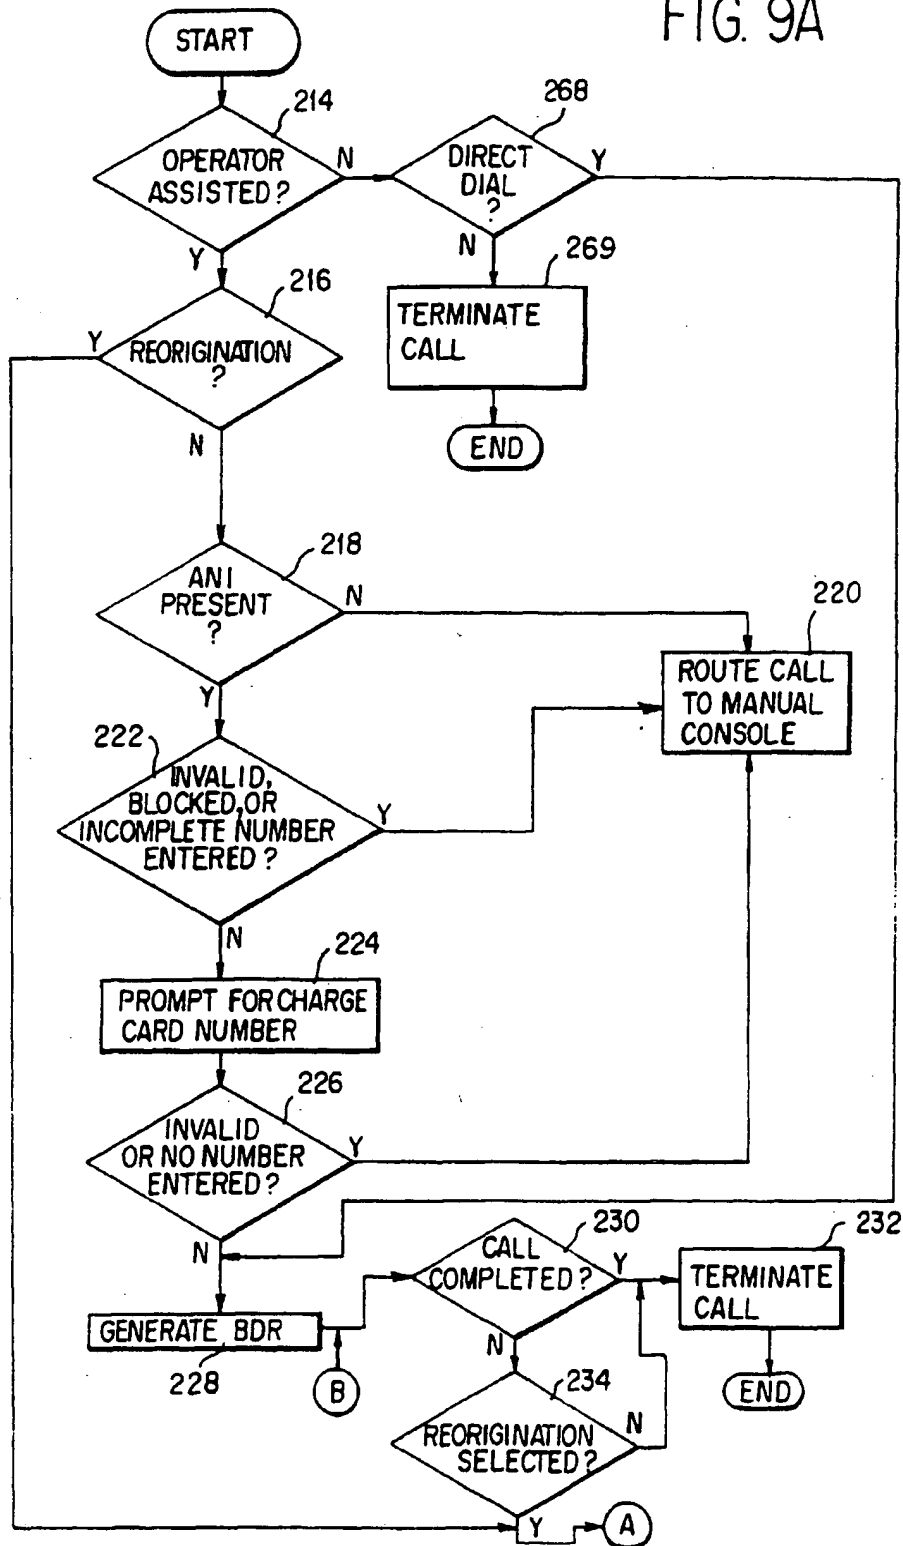 FIG. 9A
START
214
OPERATOR
ASSISTED?
N
Y
268
DIRECT
DIAL
?
Y
N
269
TERMINATE
CALL
END
216
REORIGINATION
?
Y
N
218
ANI
PRESENT
?
N
Y
220
ROUTE CALL
TO MANUAL
CONSOLE
222
INVALID,
BLOCKED, OR
INCOMPLETE NUMBER
ENTERED?
Y
N
224
PROMPT FOR CHARGE
CARD NUMBER
226
INVALID
OR NO NUMBER
ENTERED?
Y
N
GENERATE BDR
228
B
230
CALL
COMPLETED?
Y
N
232
TERMINATE
CALL
END
234
REORIGINATION
SELECTED?
N
Y
A